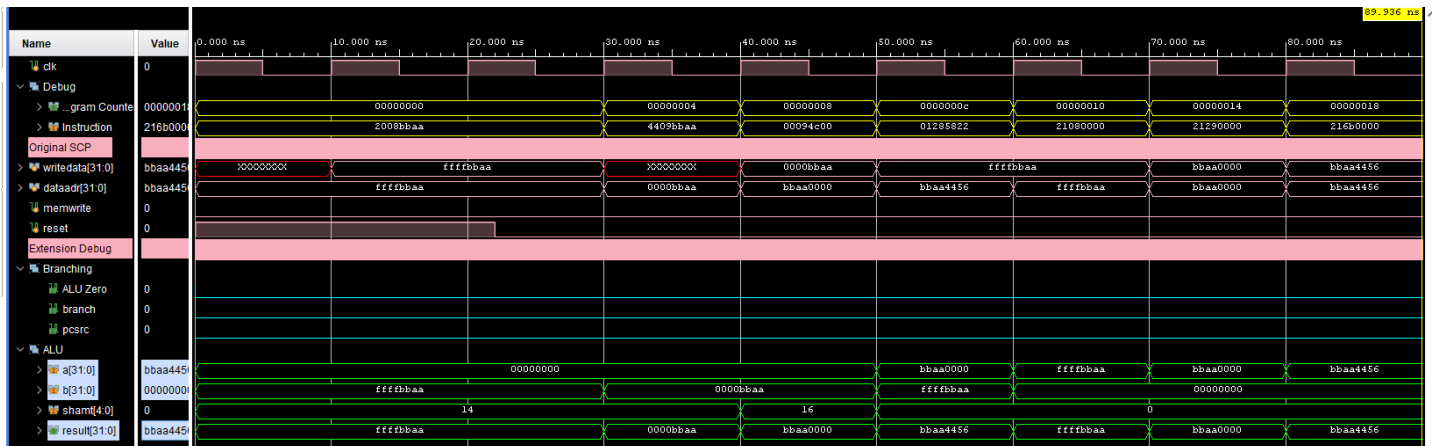 89.936 ns
Name Value 0.000 ns 10.000 ns 20.000 ns 30.000 ns 40.000 ns 50.000 ns 60.000 ns 70.000 ns 80.000 ns
clk 0
Debug
...gram Counte 00000018 00000000 00000004 00000008 0000000c 00000010 00000014 00000018
Instruction 216b0000 2008bbaa 4409bbaa 00094c00 01285822 21080000 21290000 216b0000
Original SCP
writedata[31:0] bbaa4456 XXXXXXXX ffffbbaa XXXXXXXX 0000bbaa ffffbbaa bbaa0000 bbaa4456
dataadr[31:0] bbaa4456 ffffbbaa 0000bbaa bbaa0000 bbaa4456 ffffbbaa bbaa0000 bbaa4456
memwrite 0
reset 0
Extension Debug
Branching
ALU Zero 0
branch 0
pcsrc 0
ALU
a[31:0] bbaa445 00000000 bbaa0000 ffffbbaa bbaa0000 bbaa4456
b[31:0] 00000000 ffffbbaa 0000bbaa ffffbbaa 00000000
shamt[4:0] 0 14 16 0
result[31:0] bbaa445 ffffbbaa 0000bbaa bbaa0000 bbaa4456 ffffbbaa bbaa0000 bbaa4456